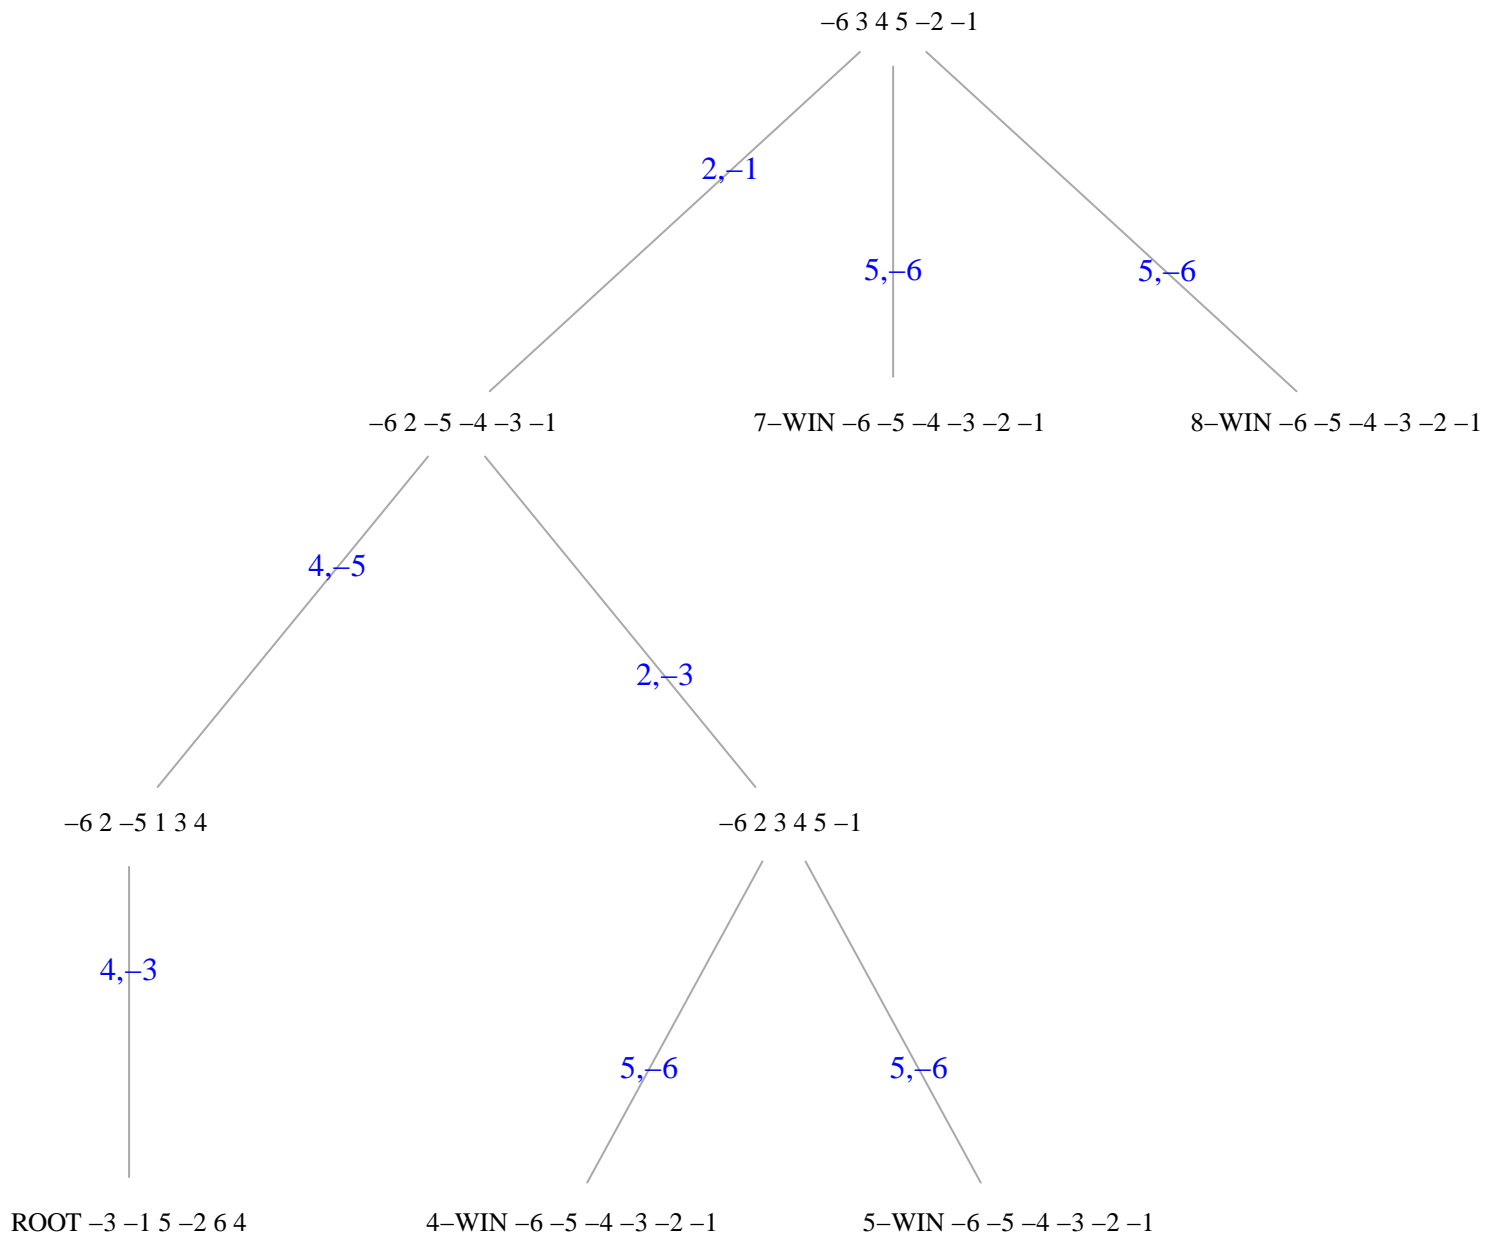 –6 3 4 5 –2 –1
2,–1
5,–6
5,–6
–6 2 –5 –4 –3 –1
7–WIN –6 –5 –4 –3 –2 –1
8–WIN –6 –5 –4 –3 –2 –1
4,–5
2,–3
–6 2 –5 1 3 4
–6 2 3 4 5 –1
4,–3
5,–6
5,–6
ROOT –3 –1 5 –2 6 4
4–WIN –6 –5 –4 –3 –2 –1
5–WIN –6 –5 –4 –3 –2 –1